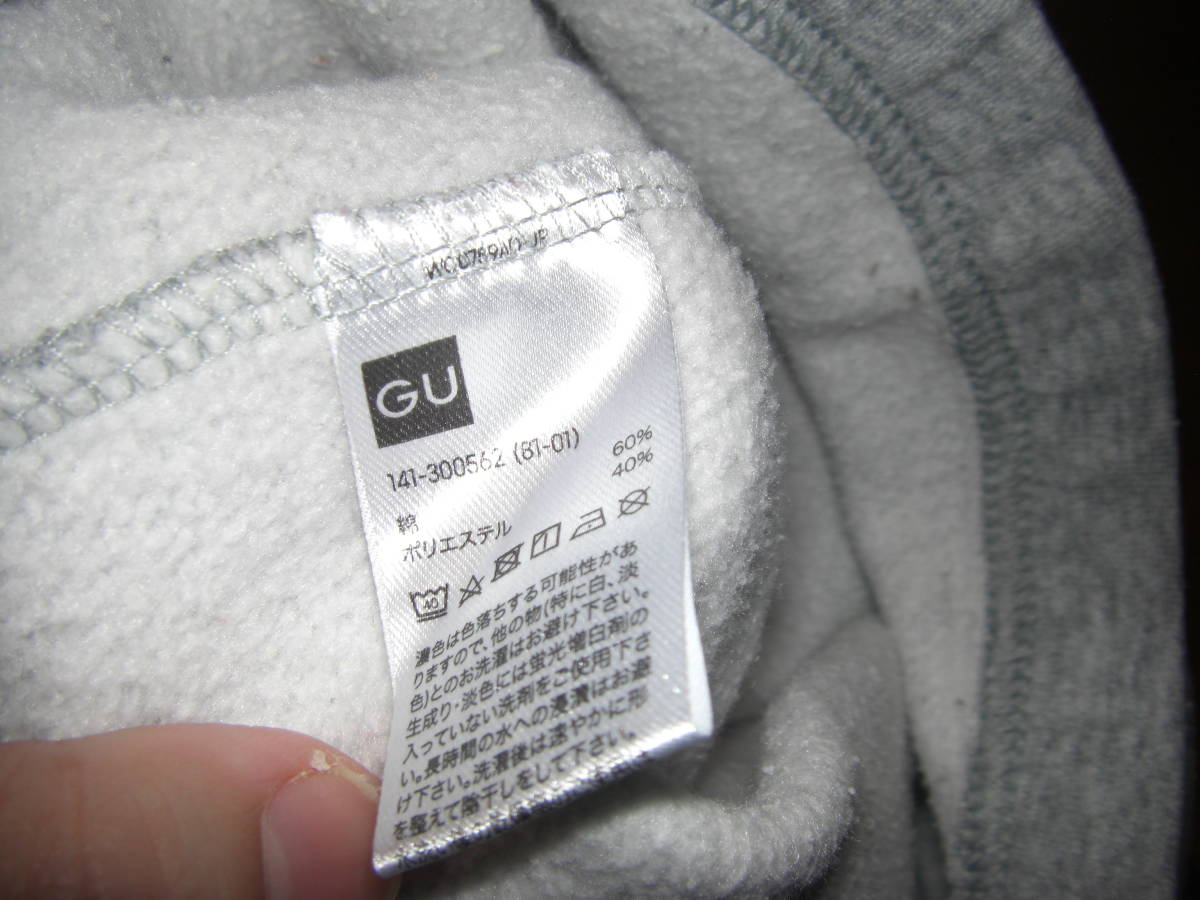 GU
141-300562 (81-01)
綿 60%
ポリエステル 40%
40
濃色は色落ちする可能性があ
りますので、他の物(特に白、淡
色)とのお洗濯はお避け下さい。
生成り・淡色には蛍光増白剤の
入っていない洗剤をご使用下さ
い。長時間の水への浸漬はお避
け下さい。洗濯後は速やかに形
を整えて陰干しをして下さい。